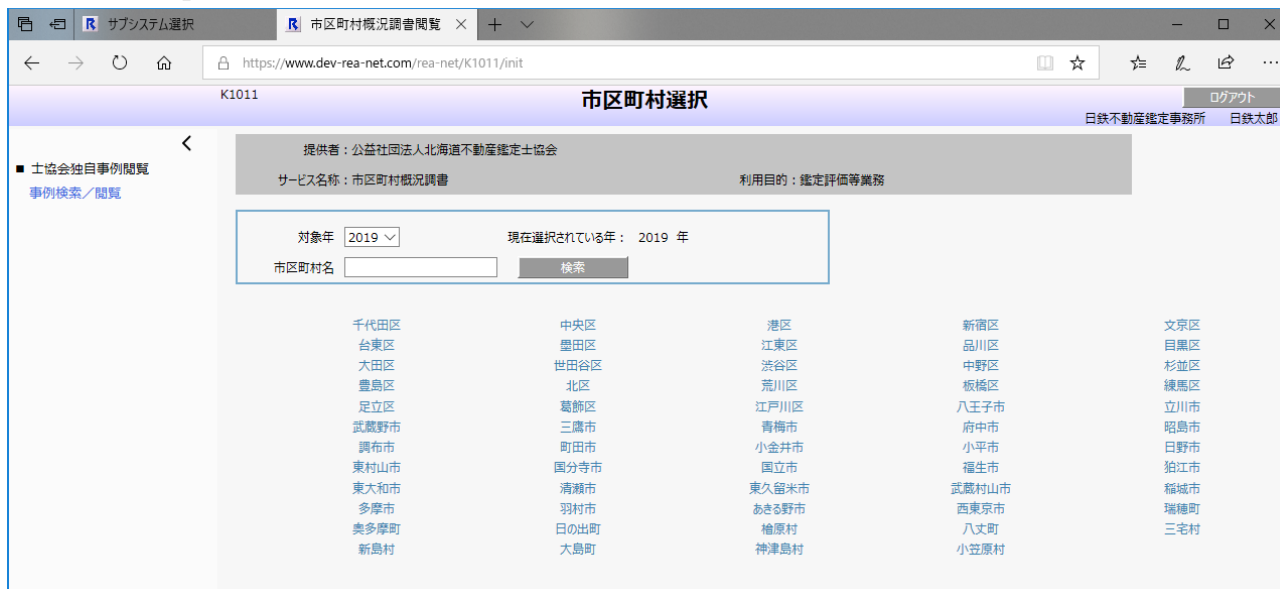 サブシステム選択
市区町村概況調書閲覧
https://www.dev-rea-net.com/rea-net/K1011/init
K1011
市区町村選択
ログアウト
日鉄不動産鑑定事務所 日鉄太郎
■ 士協会独自事例閲覧
事例検索／閲覧
提供者：公益社団法人北海道不動産鑑定士協会
サービス名称：市区町村概況調書 利用目的：鑑定評価等業務
対象年 2019 現在選択されている年： 2019 年
市区町村名 検索
千代田区 中央区 港区 新宿区 文京区
台東区 墨田区 江東区 品川区 目黒区
大田区 世田谷区 渋谷区 中野区 杉並区
豊島区 北区 荒川区 板橋区 練馬区
足立区 葛飾区 江戸川区 八王子市 立川市
武蔵野市 三鷹市 青梅市 府中市 昭島市
調布市 町田市 小金井市 小平市 日野市
東村山市 国分寺市 国立市 福生市 狛江市
東大和市 清瀬市 東久留米市 武蔵村山市 稲城市
多摩市 羽村市 あきる野市 西東京市 瑞穂町
奥多摩町 日の出町 檜原村 八丈町 三宅村
新島村 大島町 神津島村 小笠原村